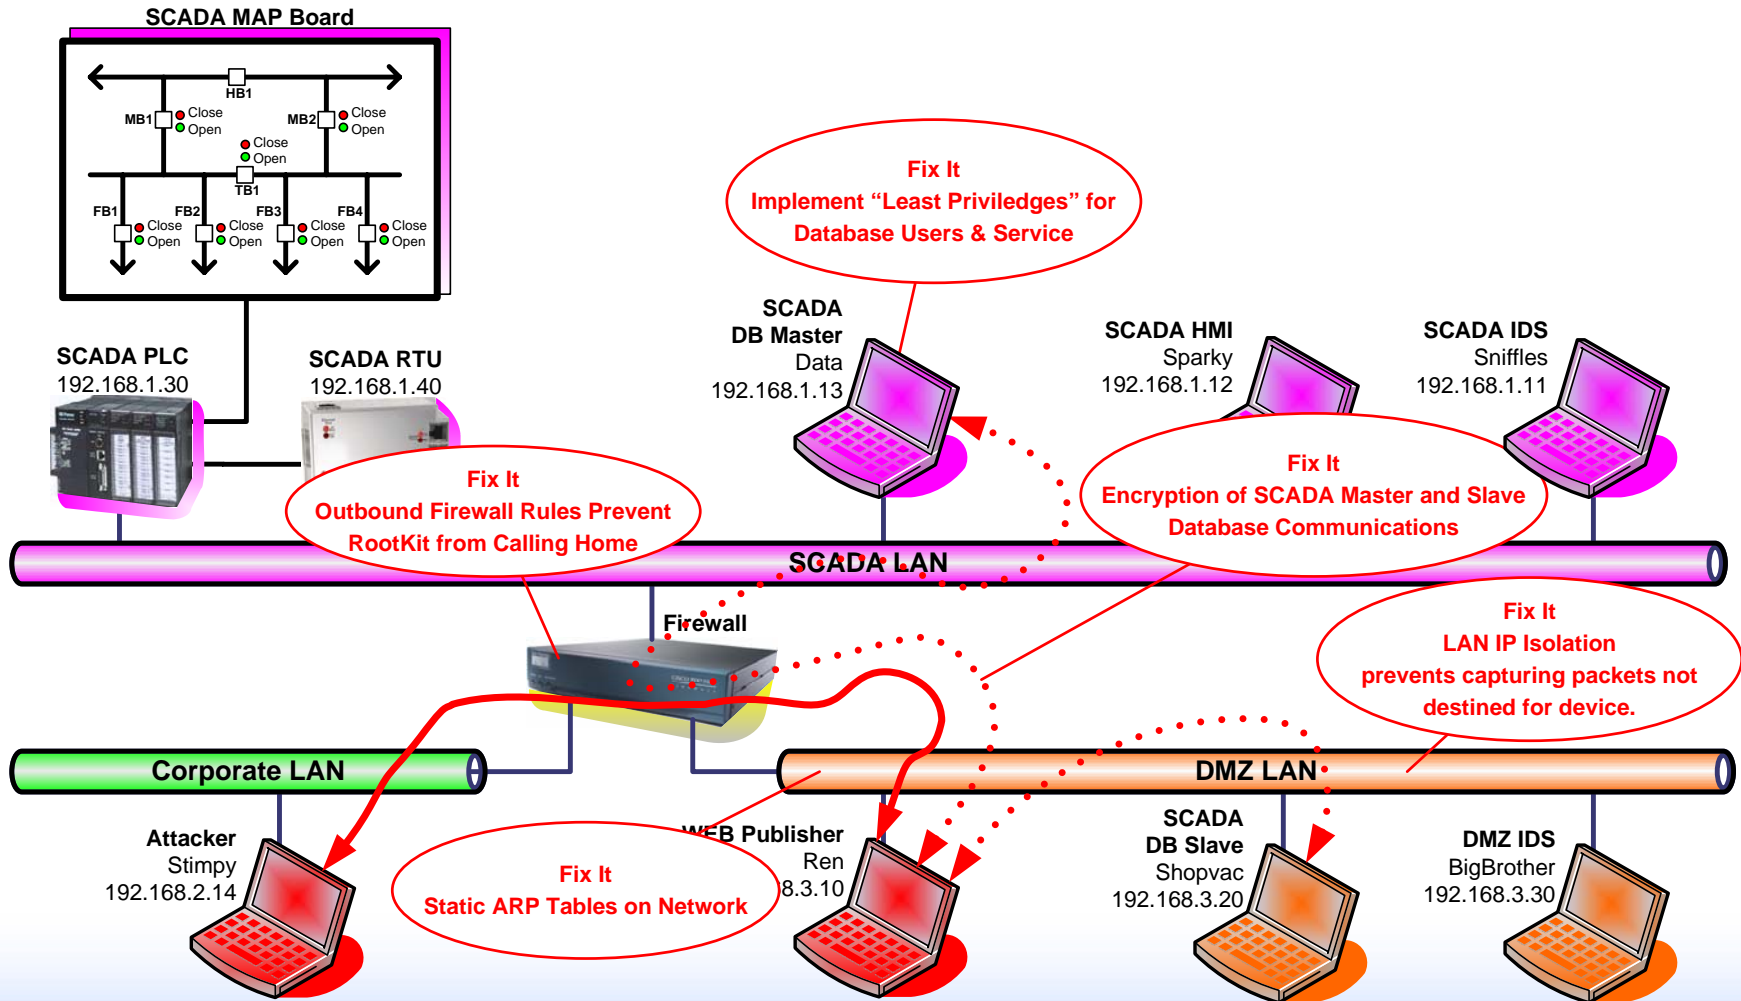 SCADA MAP Board
HB1
MB1
Close
Open
MB2
Close
Open
Close
Open
TB1
FB1
Close
Open
FB2
Close
Open
FB3
Close
Open
FB4
Close
Open
SCADA PLC
192.168.1.30
SCADA RTU
192.168.1.40
Fix It
Implement “Least Priviledges” for
Database Users & Service
SCADA
DB Master
Data
192.168.1.13
SCADA HMI
Sparky
192.168.1.12
SCADA IDS
Sniffles
192.168.1.11
Fix It
Outbound Firewall Rules Prevent
RootKit from Calling Home
Fix It
Encryption of SCADA Master and Slave
Database Communications
SCADA LAN
Firewall
Fix It
LAN IP Isolation
prevents capturing packets not
destined for device.
Corporate LAN
DMZ LAN
Attacker
Stimpy
192.168.2.14
Fix It
Static ARP Tables on Network
WEB Publisher
Ren
8.3.10
SCADA
DB Slave
Shopvac
192.168.3.20
DMZ IDS
BigBrother
192.168.3.30